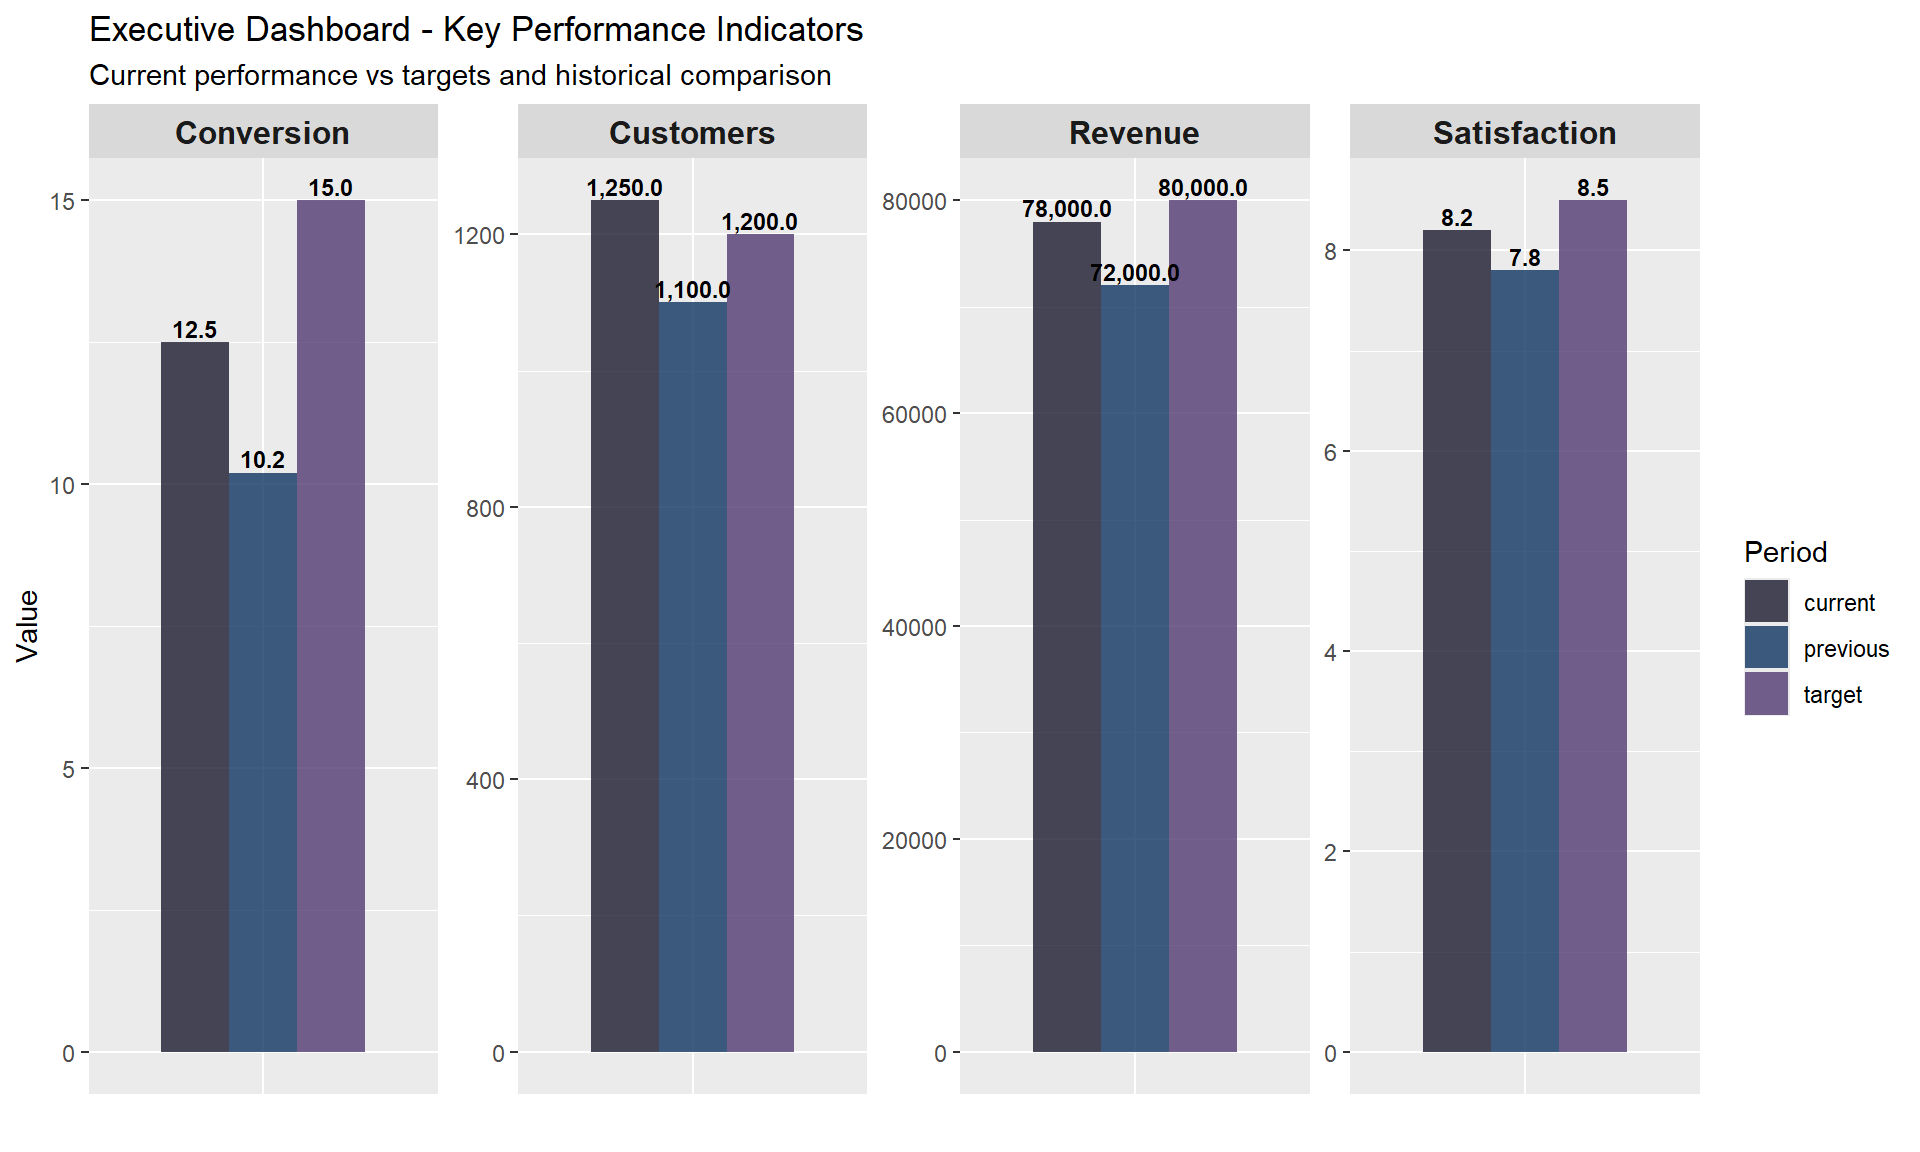 Executive Dashboard - Key Performance Indicators
Current performance vs targets and historical comparison
Conversion
Customers
Revenue
Satisfaction
Value
15
10
5
0
12.5
10.2
15.0
1200
800
400
0
1,250.0
1,100.0
1,200.0
80000
60000
40000
20000
0
78,000.0
72,000.0
80,000.0
8
6
4
2
0
8.2
7.8
8.5
Period
current
previous
target